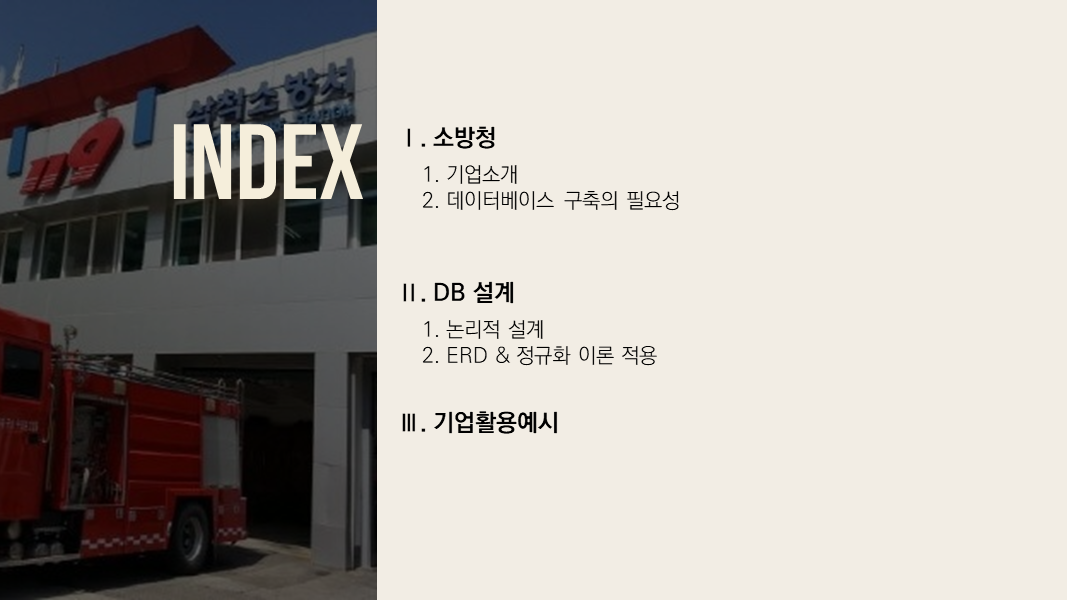 삼척소방서
119
INDEX
Ⅰ. 소방청
1. 기업소개
2. 데이터베이스 구축의 필요성
Ⅱ. DB 설계
1. 논리적 설계
2. ERD & 정규화 이론 적용
Ⅲ. 기업활용예시